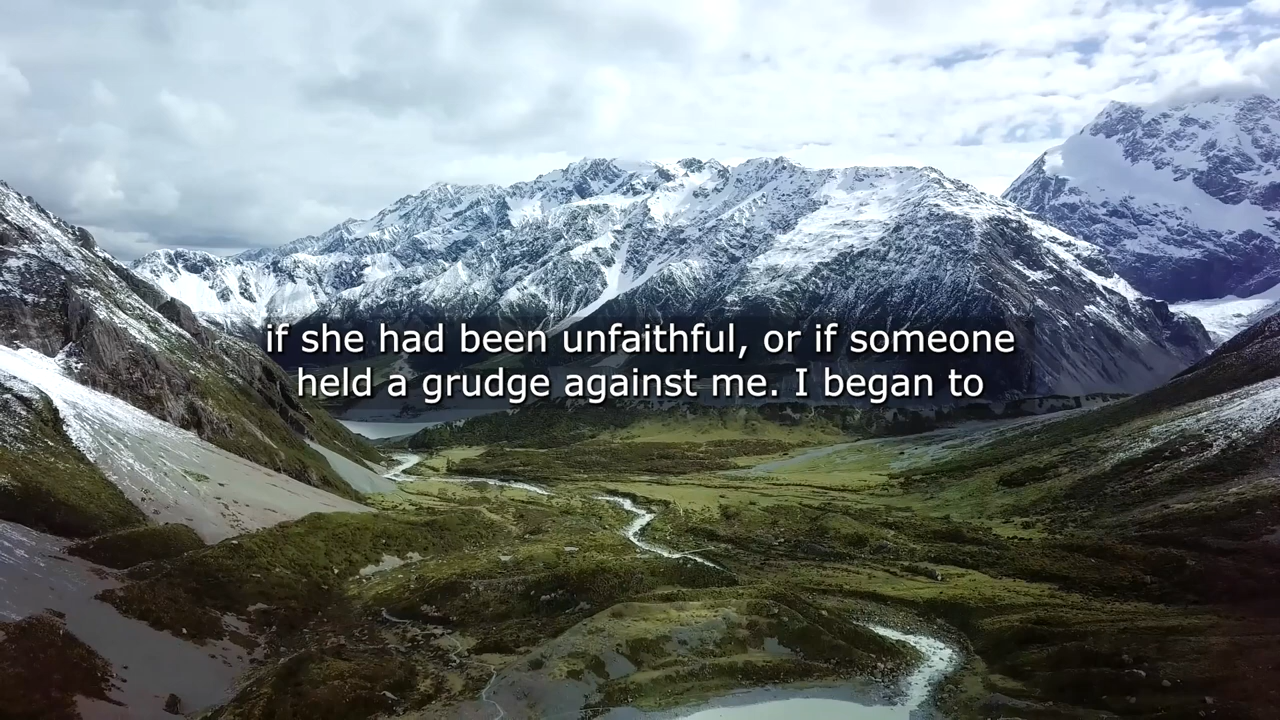 if she had been unfaithful, or if someone
held a grudge against me. I began to